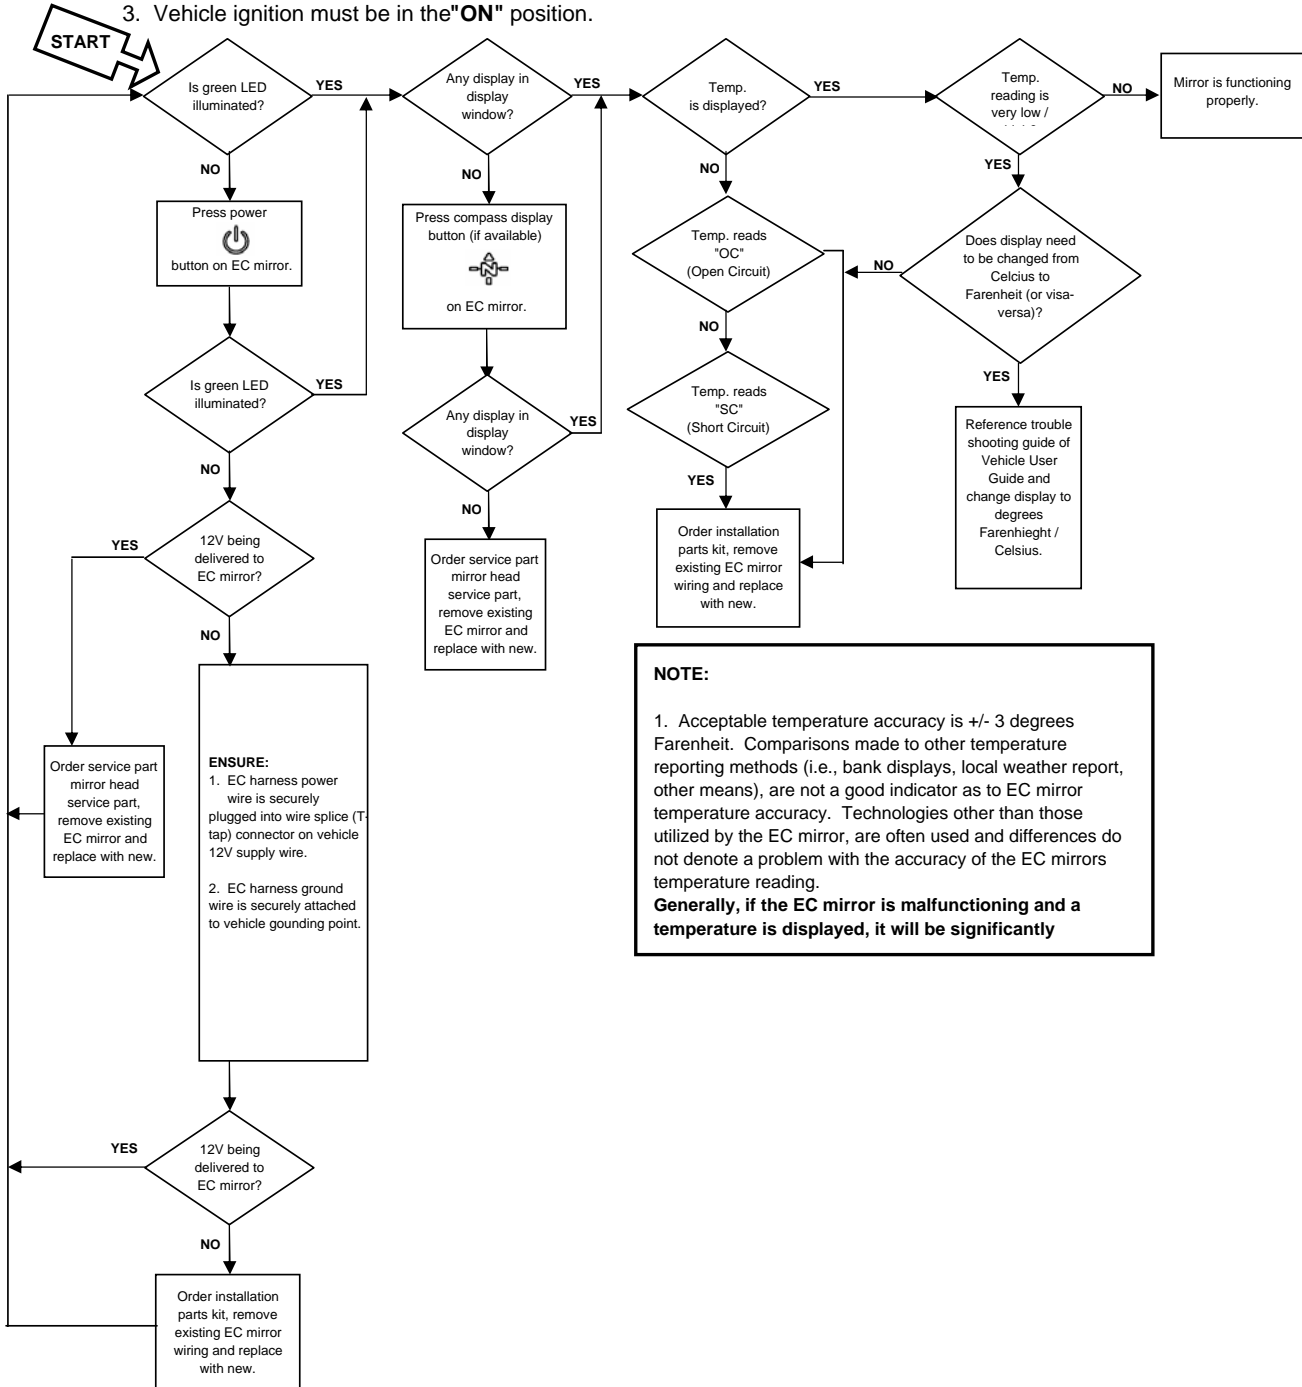 3. Vehicle ignition must be in the "ON" position.
START
Is green LED
illuminated?
YES
Any display in
display
window?
YES
Temp.
is displayed?
YES
Temp.
reading is
very low /
NO
Mirror is functioning
properly.
NO
Press power
button on EC mirror.
NO
Press compass display
button (if available)
N
on EC mirror.
NO
Temp. reads
"OC"
(Open Circuit)
YES
Does display need
to be changed from
Celcius to
Farenheit (or visa-
versa)?
NO
Is green LED
illuminated?
YES
Any display in
display
window?
YES
NO
Temp. reads
"SC"
(Short Circuit)
YES
Reference trouble
shooting guide of
Vehicle User
Guide and
change display to
degrees
Farenhieght /
Celsius.
NO
12V being
delivered to
EC mirror?
YES
NO
Order service part
mirror head
service part,
remove existing
EC mirror and
replace with new.
YES
Order installation
parts kit, remove
existing EC mirror
wiring and replace
with new.
NO
Order service part
mirror head
service part,
remove existing
EC mirror and
replace with new.
ENSURE:
1. EC harness power
wire is securely
plugged into wire splice (T-
tap) connector on vehicle
12V supply wire.
2. EC harness ground
wire is securely attached
to vehicle gounding point.
NOTE:
1. Acceptable temperature accuracy is +/- 3 degrees
Farenheit. Comparisons made to other temperature
reporting methods (i.e., bank displays, local weather report,
other means), are not a good indicator as to EC mirror
temperature accuracy. Technologies other than those
utilized by the EC mirror, are often used and differences do
not denote a problem with the accuracy of the EC mirrors
temperature reading.
Generally, if the EC mirror is malfunctioning and a
temperature is displayed, it will be significantly
12V being
delivered to
EC mirror?
YES
NO
Order installation
parts kit, remove
existing EC mirror
wiring and replace
with new.